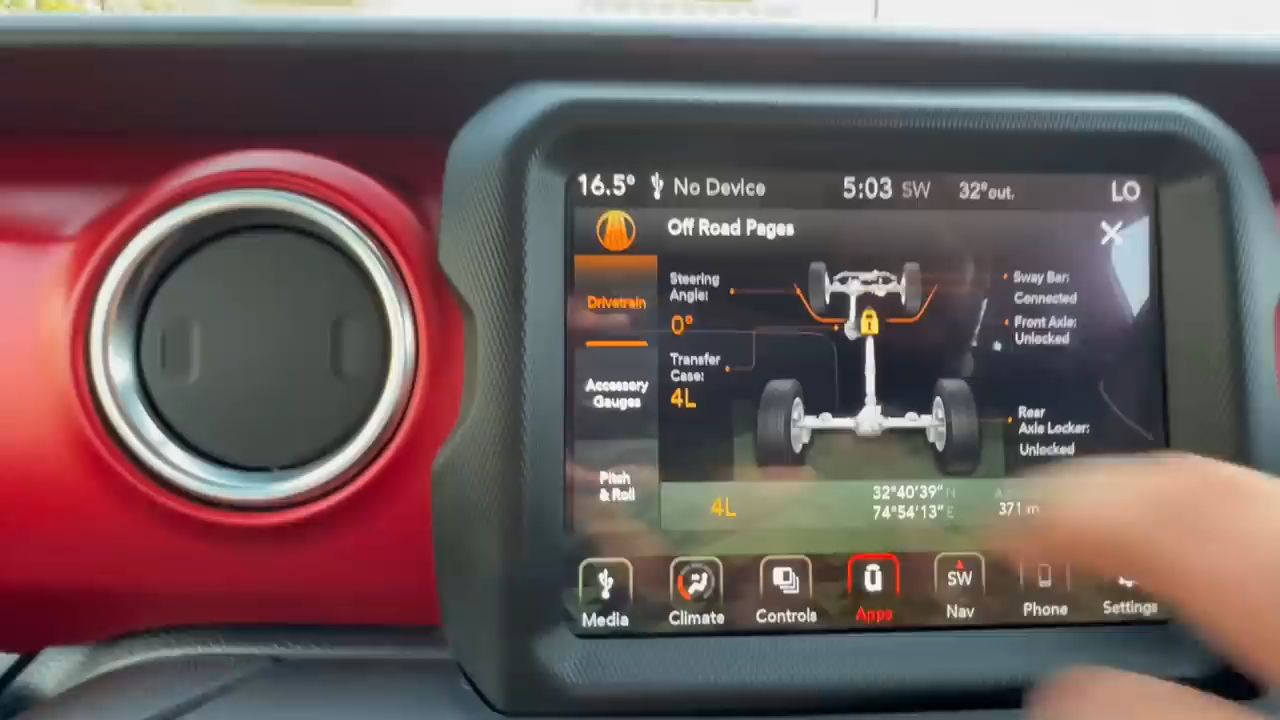 16.5° No Device 5:03 SW 32°out. LO
Off Road Pages
Drivetrain
Accessory
Gauges
Pitch
& Roll
Steering
Angle:
0°
Transfer
Case:
4L
Sway Bar:
Connected
Front Axle:
Unlocked
Rear
Axle Locker:
Unlocked
4L
32°40'39" N
74°54'13" E
371 m
Media
Climate
Controls
Apps
SW
Nav
Phone
Settings